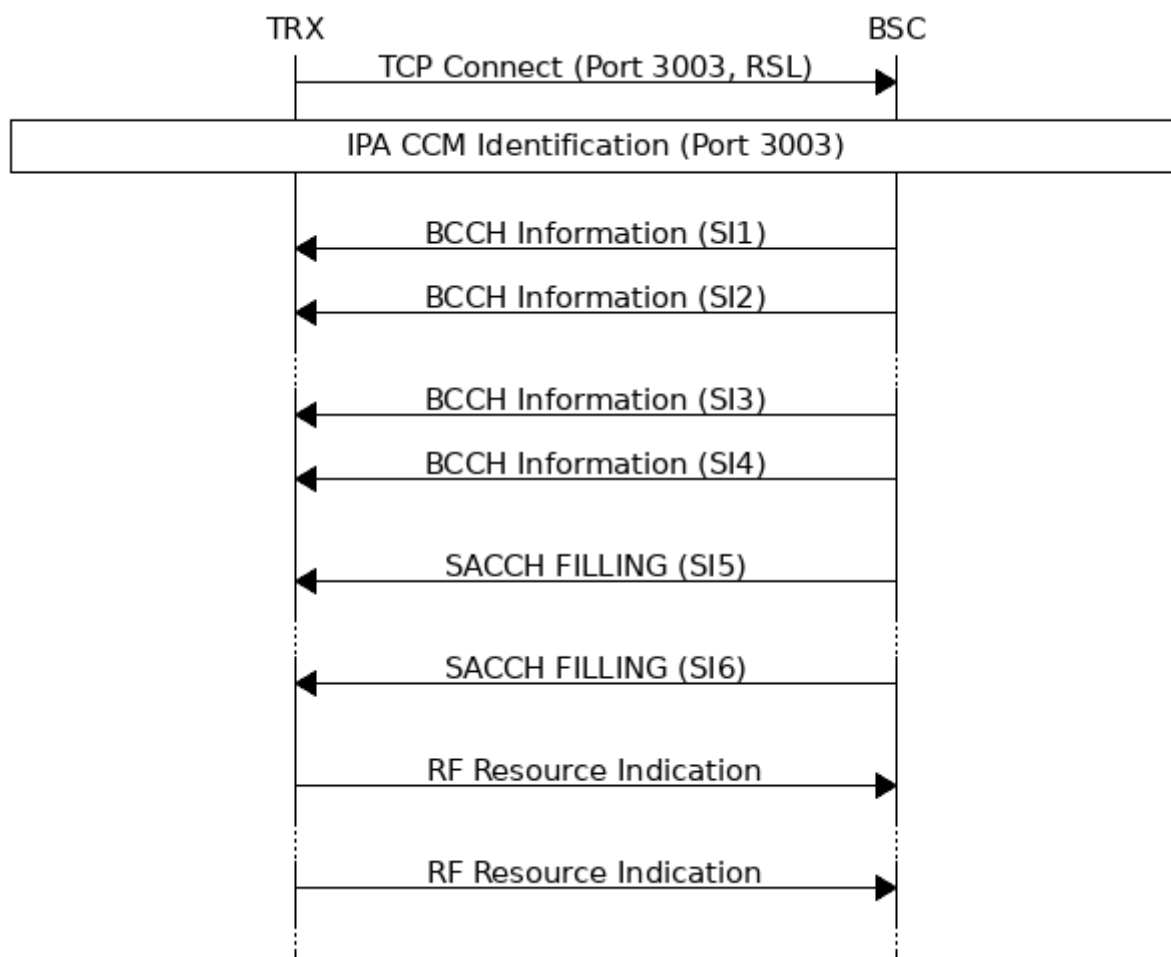 TRX BSC
TCP Connect (Port 3003, RSL)
IPA CCM Identification (Port 3003)
BCCH Information (SI1)
BCCH Information (SI2)
BCCH Information (SI3)
BCCH Information (SI4)
SACCH FILLING (SI5)
SACCH FILLING (SI6)
RF Resource Indication
RF Resource Indication